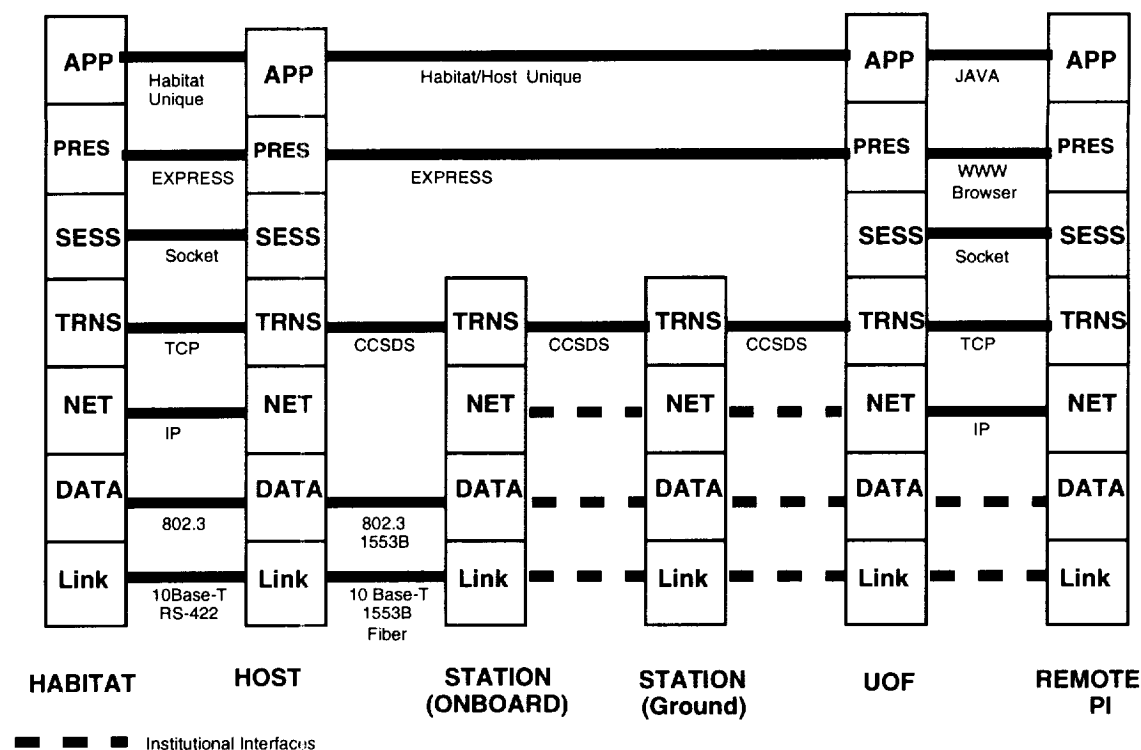 APP APP APP APP
Habitat
Unique
Habitat/Host Unique
JAVA
PRES PRES PRES PRES
EXPRESS EXPRESS
WWW
Browser
SESS SESS SESS SESS
Socket Socket
TRNS TRNS TRNS TRNS TRNS TRNS
TCP CCSDS CCSDS CCSDS TCP
NET NET NET NET NET NET
IP IP
DATA DATA DATA DATA DATA DATA
802.3
802.3
1553B
Link Link Link Link Link Link
10Base-T
RS-422
10 Base-T
1553B
Fiber
HABITAT
HOST
STATION
(ONBOARD)
STATION
(Ground)
UOF
REMOTE
PI
Institutional Interfaces